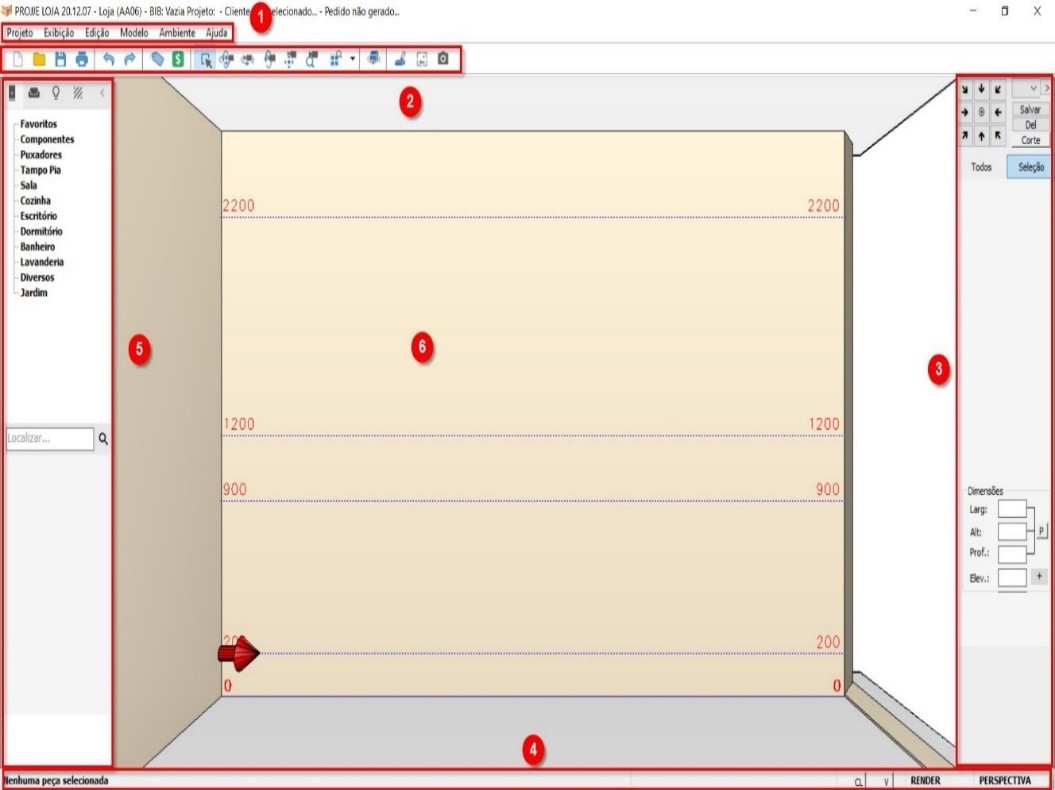 PROJJE LOJA 20.12.07 - Loja (AA06) - BIB: Vazia Projeto: - Cliente elecionado... - Pedido não gerado..
1
Projeto Exibição Edição Modelo Ambiente Ajuda
2
Salvar
Del
Corte
Todos Seleção
Favoritos
Componentes
Puxadores
Tampo Pia
Sala
Cozinha
Escritório
Dormitório
Banheiro
Lavanderia
Diversos
Jardim
Localizar...
5
6
3
2200 2200
1200 1200
900 900
200 200
0 0
Dimensões
Larg:
Alt: P
Prof.:
Elev.: +
4
Nenhuma peça selecionada CL V RENDER PERSPECTIVA